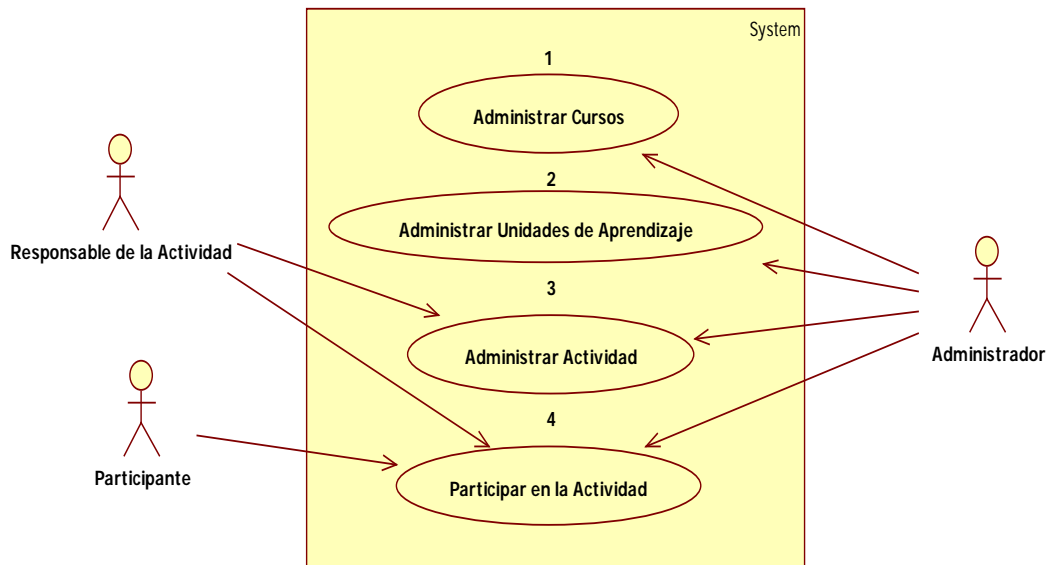 System
1
Administrar Cursos
2
Administrar Unidades de Aprendizaje
Responsable de la Actividad
3
Administrar Actividad
Administrador
4
Participante
Participar en la Actividad